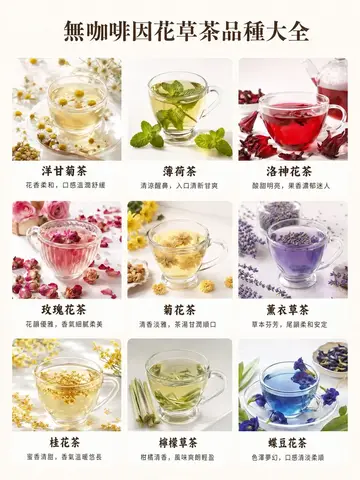 無咖啡因花草茶品種大全
洋甘菊茶
花香柔和，口感溫潤舒緩
薄荷茶
清涼醒鼻，入口清新甘爽
洛神花茶
酸甜明亮，果香濃郁迷人
玫瑰花茶
花韻優雅，香氣細膩柔美
菊花茶
清香淡雅，茶湯甘潤順口
薰衣草茶
草本芬芳，尾韻柔和安定
桂花茶
蜜香清甜，香氣溫暖悠長
檸檬草茶
柑橘清香，風味爽朗輕盈
蝶豆花茶
色澤夢幻，口感清淡柔順